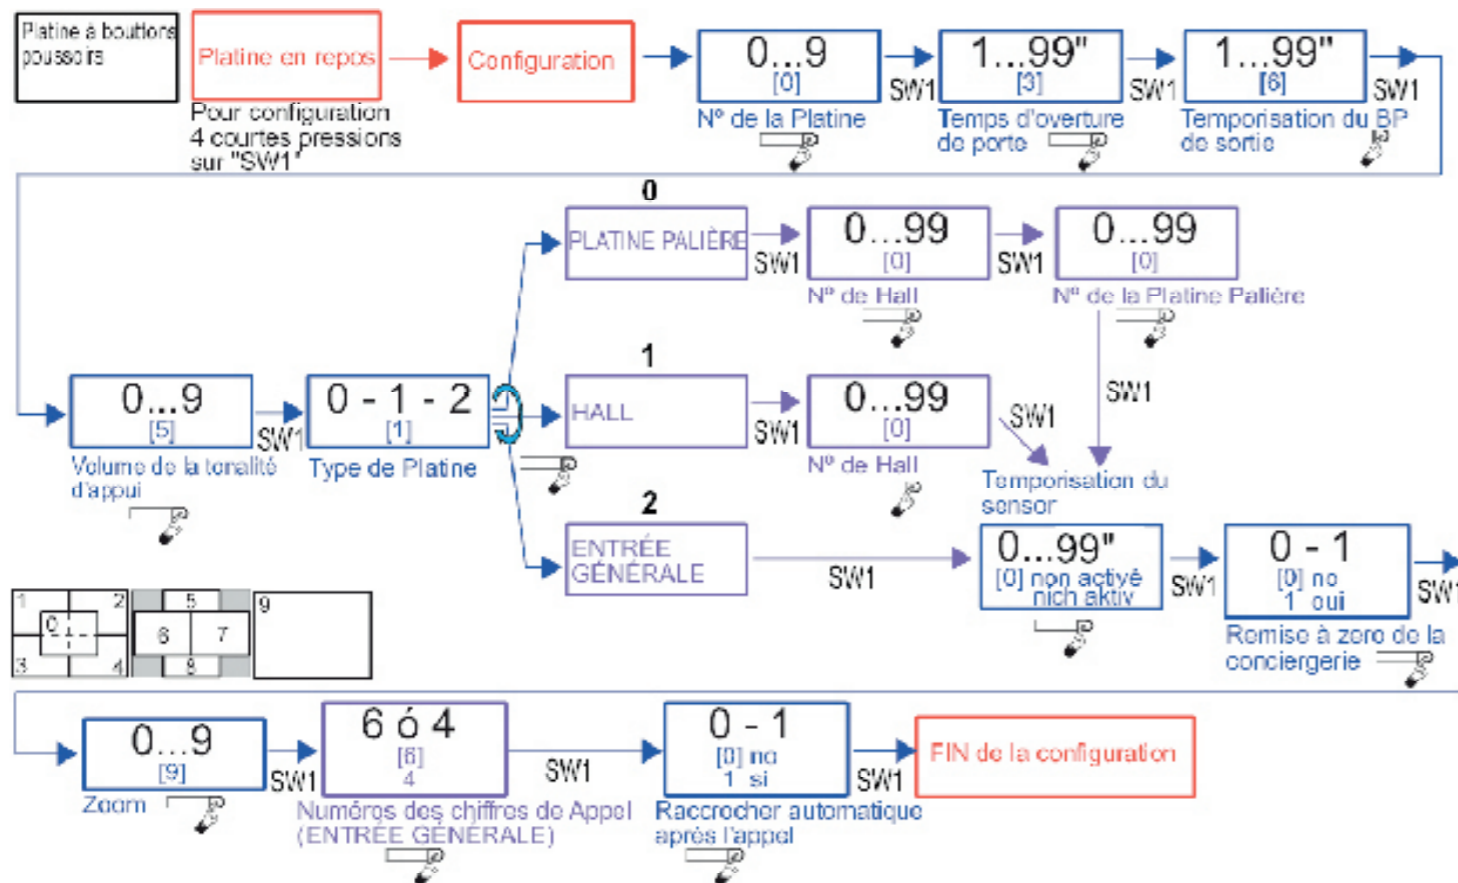 Platine à bouttons
poussoirs
Platine en repos
Configuration
Pour configuration
4 courtes pressions
sur "SW1"
0...9
[0]
Nº de la Platine
SW1
1...99"
[3]
Temps d'overture
de porte
SW1
1...99"
[6]
Temporisation du BP
de sortie
SW1
0
PLATINE PALIÈRE
SW1
0...99
[0]
Nº de Hall
SW1
0...99
[0]
Nº de la Platine Palière
SW1
0...9
[5]
Volume de la tonalité
d'appui
SW1
0 - 1 - 2
[1]
Type de Platine
1
HALL
SW1
0...99
[0]
Nº de Hall
SW1
2
ENTRÉE
GÉNÉRALE
SW1
Temporisation du
sensor
0...99"
[0] non activé
nich aktiv
SW1
0 - 1
[0] no
1 oui
Remise à zero de la
conciergerie
SW1
1 2
0
3 4
5
6 7
8
9
0...9
[9]
Zoom
SW1
6 ó 4
[6]
4
Numéros des chiffres de Appel
(ENTRÉE GÉNÉRALE)
SW1
0 - 1
[0] no
1 si
Raccrocher automatique
après l'appel
SW1
FIN de la configuration